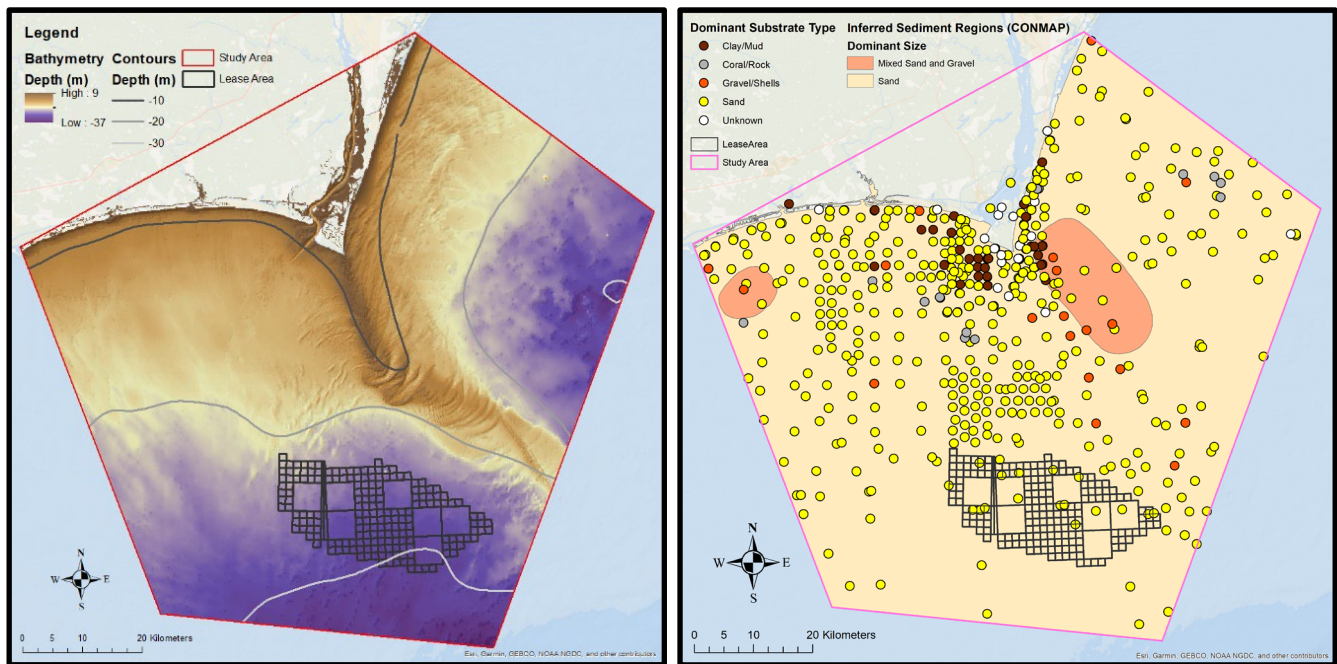 Legend
Bathymetry
Depth (m)
High : 9
Low : -37
Contours
Depth (m)
-10
-20
-30
Study Area
Lease Area
N
W E
S
0 5 10 20 Kilometers
Esri, Garmin, GEBCO, NOAA NGDC, and other contributors
Dominant Substrate Type
Clay/Mud
Coral/Rock
Gravel/Shells
Sand
Unknown
LeaseArea
Study Area
Inferred Sediment Regions (CONMAP)
Dominant Size
Mixed Sand and Gravel
Sand
N
W E
S
0 5 10 20 Kilometers
Esri, Garmin, GEBCO, NOAA NGDC, and other contributors